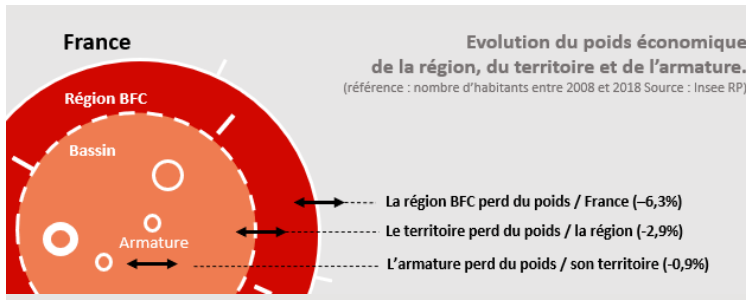 France
Evolution du poids économique
de la région, du territoire et de l’armature.
(référence : nombre d’habitants entre 2008 et 2018 Source : Insee RP)
Région BFC
Bassin
Armature
La région BFC perd du poids / France (–6,3%)
Le territoire perd du poids / la région (-2,9%)
L’armature perd du poids / son territoire (-0,9%)